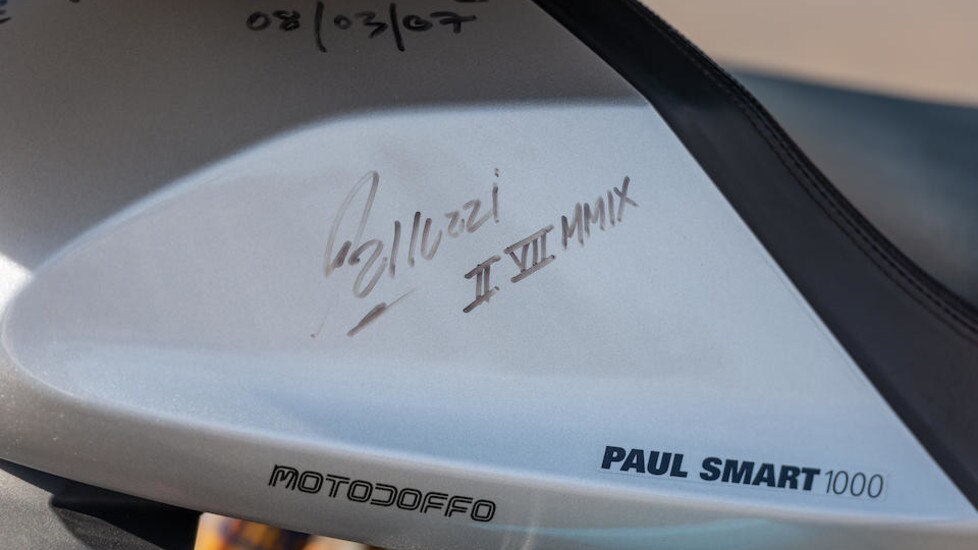 08/03/07
II VII MMIX
PAUL SMART 1000
MOTODOFFO